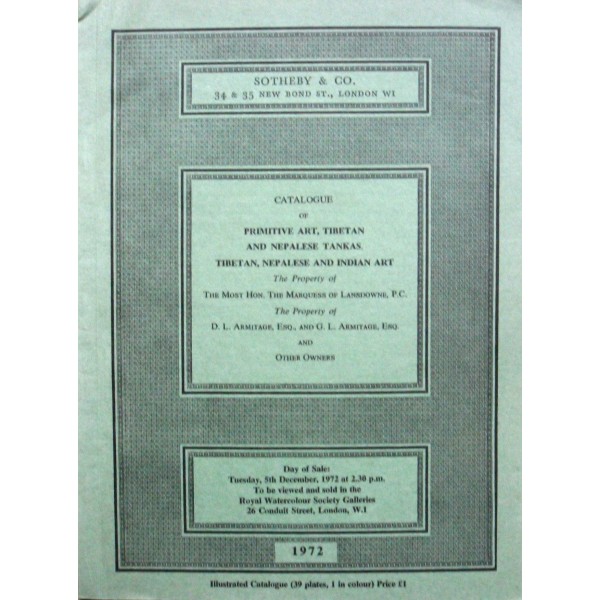 SOTHEBY & CO.
34 & 35 NEW BOND ST., LONDON W1
CATALOGUE
OF
PRIMITIVE ART, TIBETAN
AND NEPALESE TANKAS,
TIBETAN, NEPALESE AND INDIAN ART
The Property of
THE MOST HON. THE MARQUESS OF LANSDOWNE, P.C.
The Property of
D. L. ARMITAGE, ESQ., AND G. L. ARMITAGE, ESQ.
AND
OTHER OWNERS
Day of Sale:
Tuesday, 5th December, 1972 at 2.30 p.m.
To be viewed and sold in the
Royal Watercolour Society Galleries
26 Conduit Street, London, W.1
1972
Illustrated Catalogue (39 plates, 1 in colour) Price £1